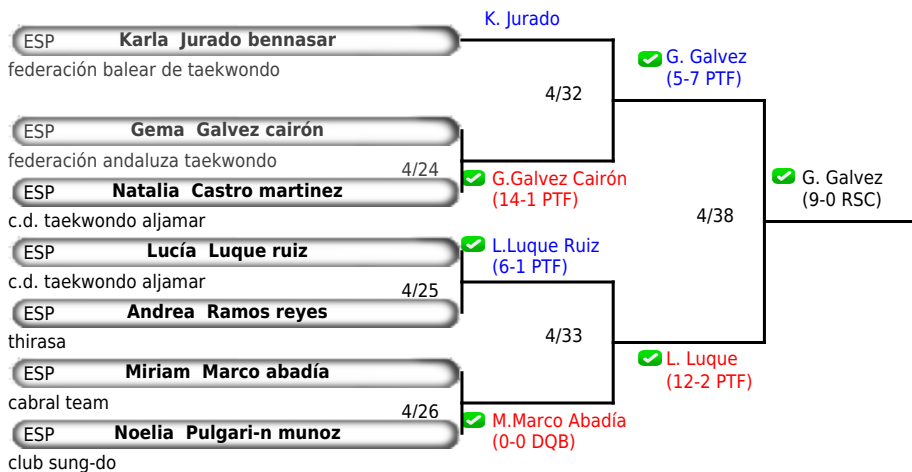 K. Jurado
ESP Karla Jurado bennasar
federación balear de taekwondo
G. Galvez
(5-7 PTF)
4/32
ESP Gema Galvez cairón
federación andaluza taekwondo
4/24
G.Galvez Cairón
(14-1 PTF)
ESP Natalia Castro martinez
c.d. taekwondo aljamar
G. Galvez
(9-0 RSC)
4/38
ESP Lucía Luque ruiz
c.d. taekwondo aljamar
L.Luque Ruiz
(6-1 PTF)
4/25
ESP Andrea Ramos reyes
thirasa
4/33
L. Luque
(12-2 PTF)
ESP Miriam Marco abadía
cabral team
4/26
M.Marco Abadía
(0-0 DQB)
ESP Noelia Pulgari-n munoz
club sung-do